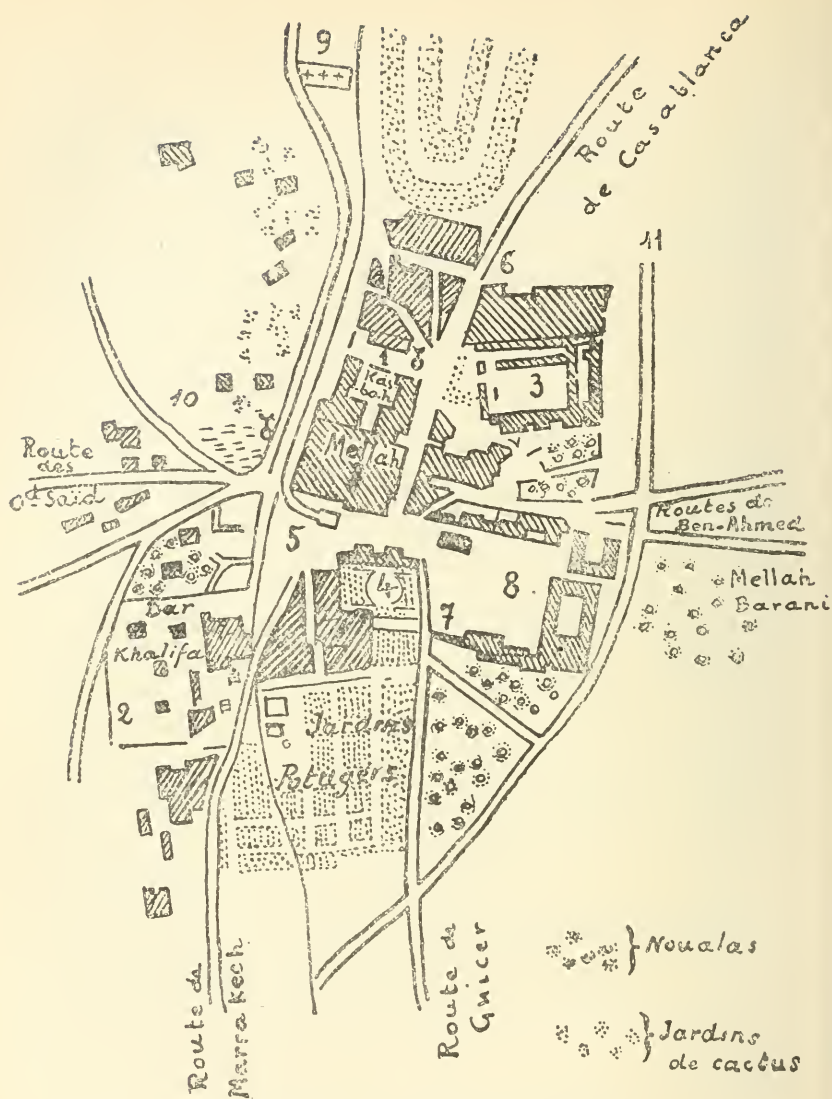 9
Route
de Casablanca
11
6
1
Kas
bah
3
Mellah
10
Route
des
Od Saïd
5
Routes de
Ben-Ahmed
8
4
7
Mellah
Barani
Dar
Khalifa
2
Jardins
Potagers
Route de
Marrakech
Route de
Guicer
Noualas
Jardins
de cactus